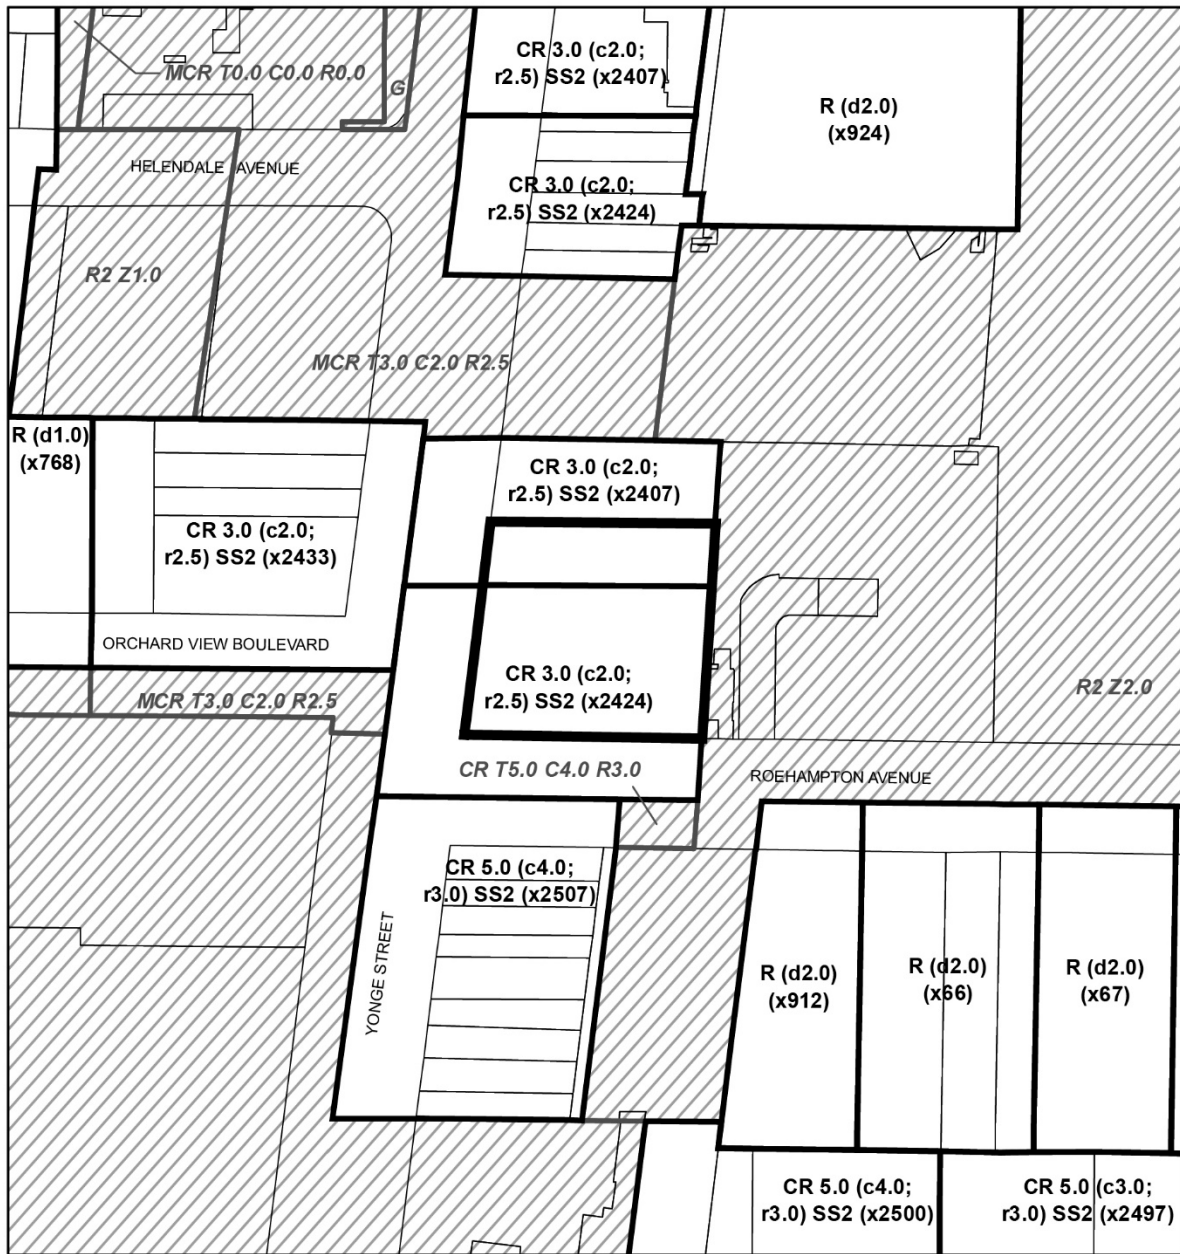 CR 3.0 (c2.0;
r2.5) SS2 (x2407)
MCR T0.0 C0.0 R0.0
G
R (d2.0)
(x924)
HELENDALE AVENUE
CR 3.0 (c2.0;
r2.5) SS2 (x2424)
R2 Z1.0
MCR T3.0 C2.0 R2.5
R (d1.0)
(x768)
CR 3.0 (c2.0;
r2.5) SS2 (x2407)
CR 3.0 (c2.0;
r2.5) SS2 (x2433)
ORCHARD VIEW BOULEVARD
CR 3.0 (c2.0;
r2.5) SS2 (x2424)
R2 Z2.0
MCR T3.0 C2.0 R2.5
CR T5.0 C4.0 R3.0
ROEHAMPTON AVENUE
CR 5.0 (c4.0;
r3.0) SS2 (x2507)
YONGE STREET
R (d2.0)
(x912)
R (d2.0)
(x66)
R (d2.0)
(x67)
CR 5.0 (c4.0;
r3.0) SS2 (x2500)
CR 5.0 (c3.0;
r3.0) SS2 (x2497)